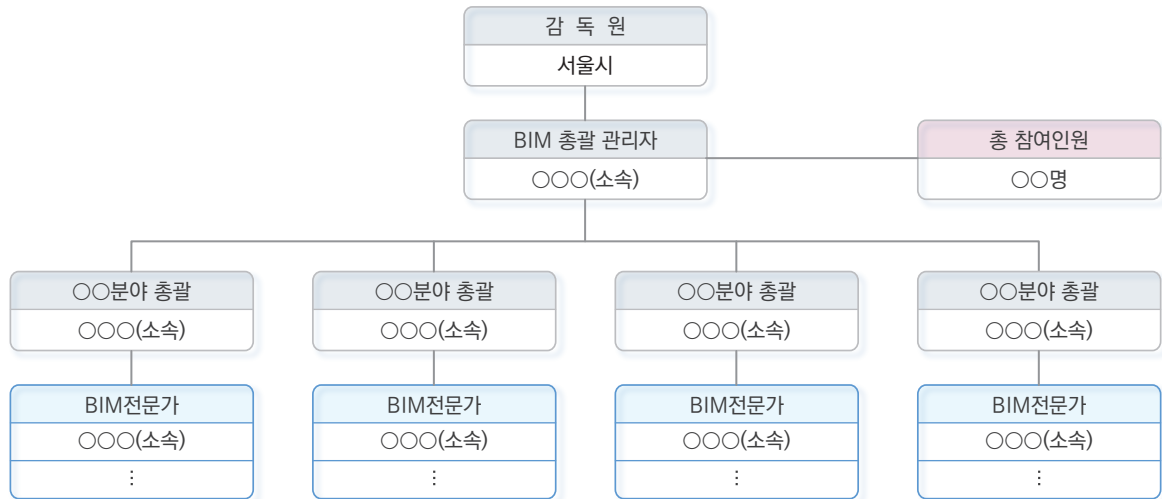 감 독 원
서울시
BIM 총괄 관리자
○○○(소속)
총 참여인원
○○명
○○분야 총괄
○○○(소속)
○○분야 총괄
○○○(소속)
○○분야 총괄
○○○(소속)
○○분야 총괄
○○○(소속)
BIM전문가
○○○(소속)
⋮
BIM전문가
○○○(소속)
⋮
BIM전문가
○○○(소속)
⋮
BIM전문가
○○○(소속)
⋮